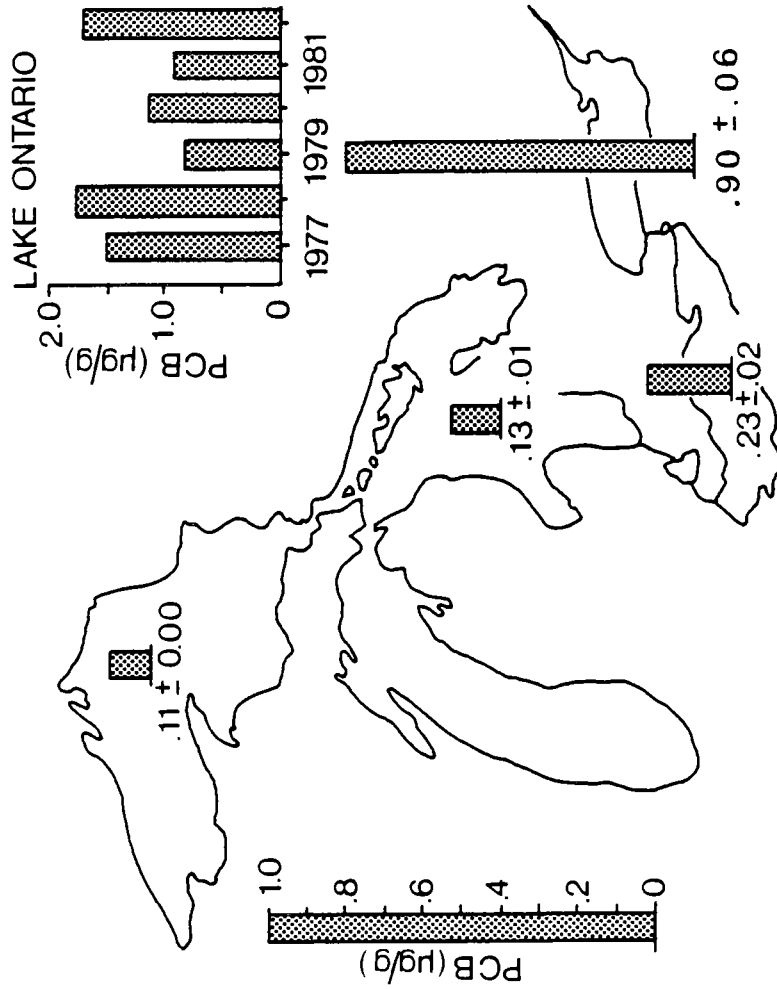 LAKE ONTARIO
PCB (µg/g)
2.0
1.0
0
1977
1979
1981
.11 ± 0.00
.13 ± .01
.23 ± .02
.90 ± .06
PCB (µg/g)
1.0
.8
.6
.4
.2
0